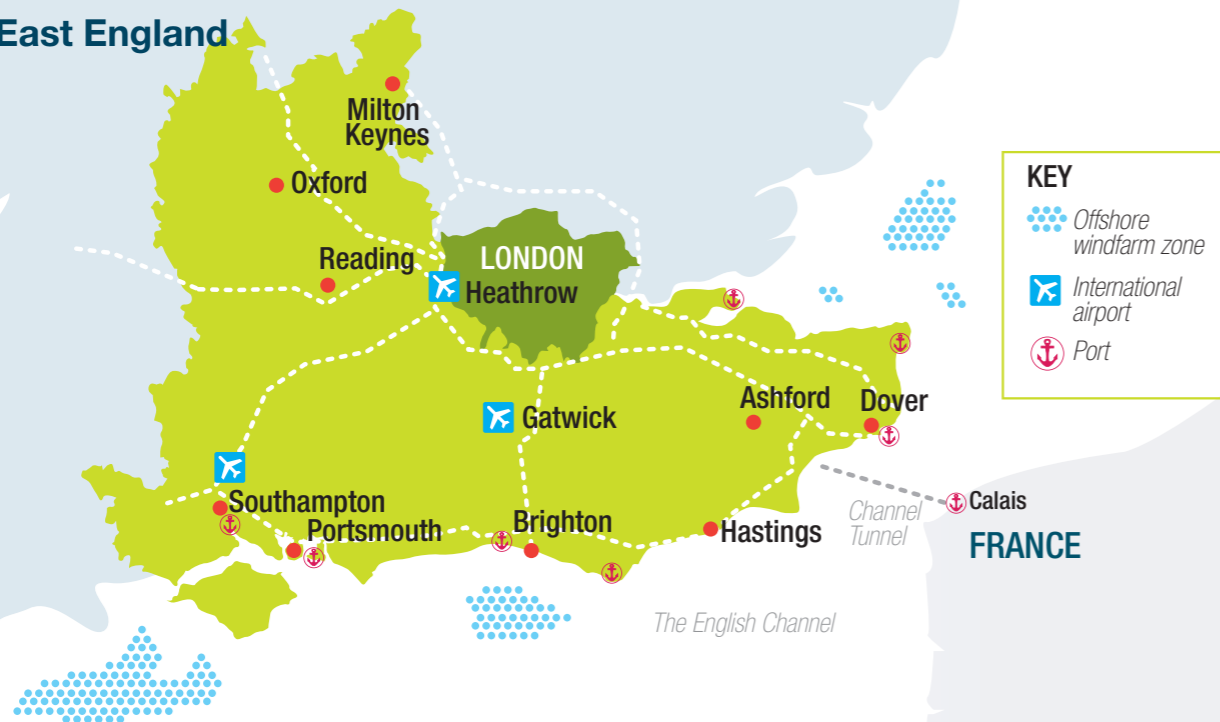 East England
Milton
Keynes
Oxford
Reading
LONDON
Heathrow
Gatwick
Ashford
Dover
Southampton
Portsmouth
Brighton
Hastings
Channel
Tunnel
Calais
FRANCE
The English Channel
KEY
Offshore
windfarm zone
International
airport
Port